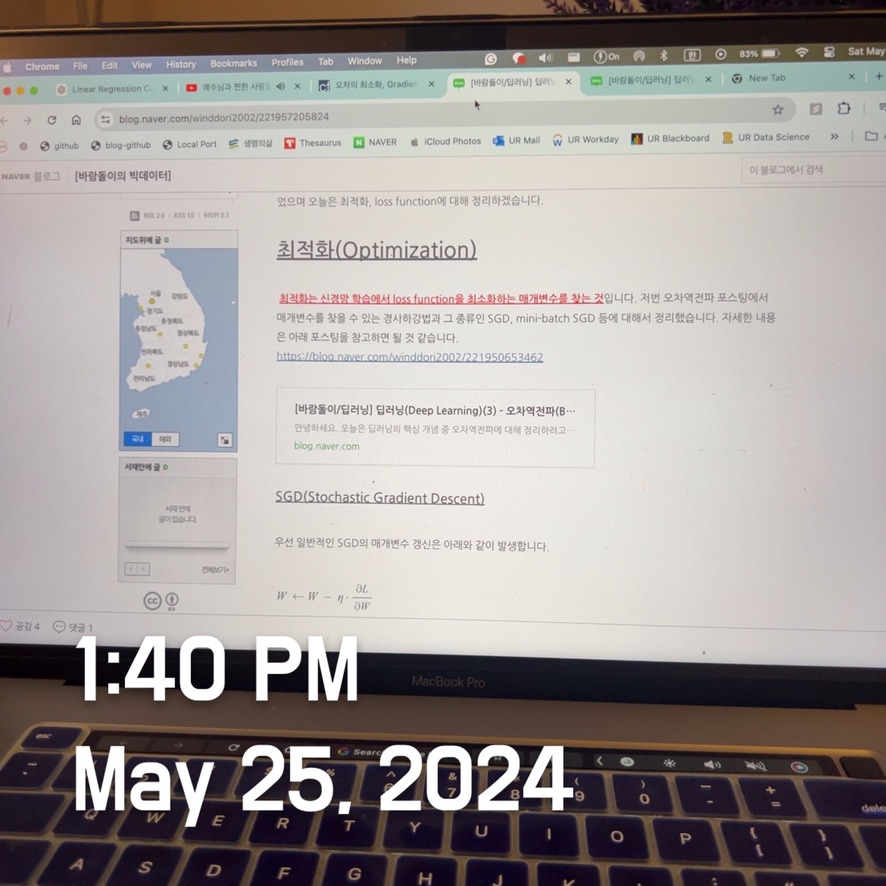 Chrome File Edit View History Bookmarks Profiles Tab Window Help On 한 83% Sat May
Linear Regression 예수님과 찐한 사랑 오차의 최소화, Gradien [바람돌이/딥러닝] 딥러닝 [바람돌이/딥러닝] 딥러닝 New Tab
blog.naver.com/winddori2002/221957205824
github blog-github Local Port 생명의삶 Thesaurus NAVER iCloud Photos UR Mail UR Workday UR Blackboard UR Data Science »
NAVER 블로그 [바람돌이의 빅데이터] 이 블로그에서 검색
었으며 오늘은 최적화, loss function에 대해 정리하겠습니다.
RSS 2.0 | RSS 1.0 | ATOM 0.3
지도위에 글 0
서울
강원도
경기도
충청북도
충청남도
경상북도
전라북도
경상남도
전라남도
제주
국내 해외
서재안에 글 0
서재 안에
글이 없습니다.
전체보기
최적화(Optimization)
최적화는 신경망 학습에서 loss function을 최소화하는 매개변수를 찾는 것입니다. 저번 오차역전파 포스팅에서
매개변수를 찾을 수 있는 경사하강법과 그 종류인 SGD, mini-batch SGD 등에 대해서 정리했습니다. 자세한 내용
은 아래 포스팅을 참고하면 될 것 같습니다.
https://blog.naver.com/winddori2002/221950653462
[바람돌이/딥러닝] 딥러닝(Deep Learning)(3) - 오차역전파(B···
안녕하세요. 오늘은 딥러닝의 핵심 개념 중 오차역전파에 대해 정리하려고···
blog.naver.com
SGD(Stochastic Gradient Descent)
우선 일반적인 SGD의 매개변수 갱신은 아래와 같이 발생합니다.
W ← W − η · ∂L/∂W
공감 4 댓글 1
1:40 PM
May 25, 2024
MacBook Pro
esc
& 7 8 9 ) 0 - + =
Q W E R T Y U I O P { [ } ]
A S D F G H J K L